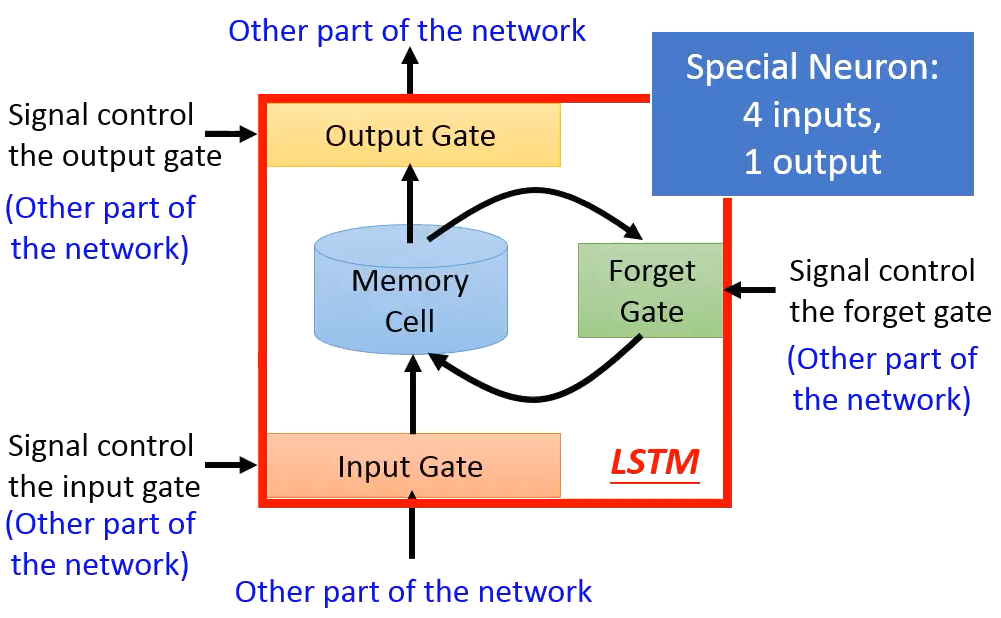 Other part of the network
Special Neuron:
4 inputs,
1 output
Signal control
the output gate
(Other part of
the network)
Output Gate
Memory
Cell
Forget
Gate
Signal control
the forget gate
(Other part of
the network)
Signal control
the input gate
(Other part of
the network)
Input Gate
LSTM
Other part of the network